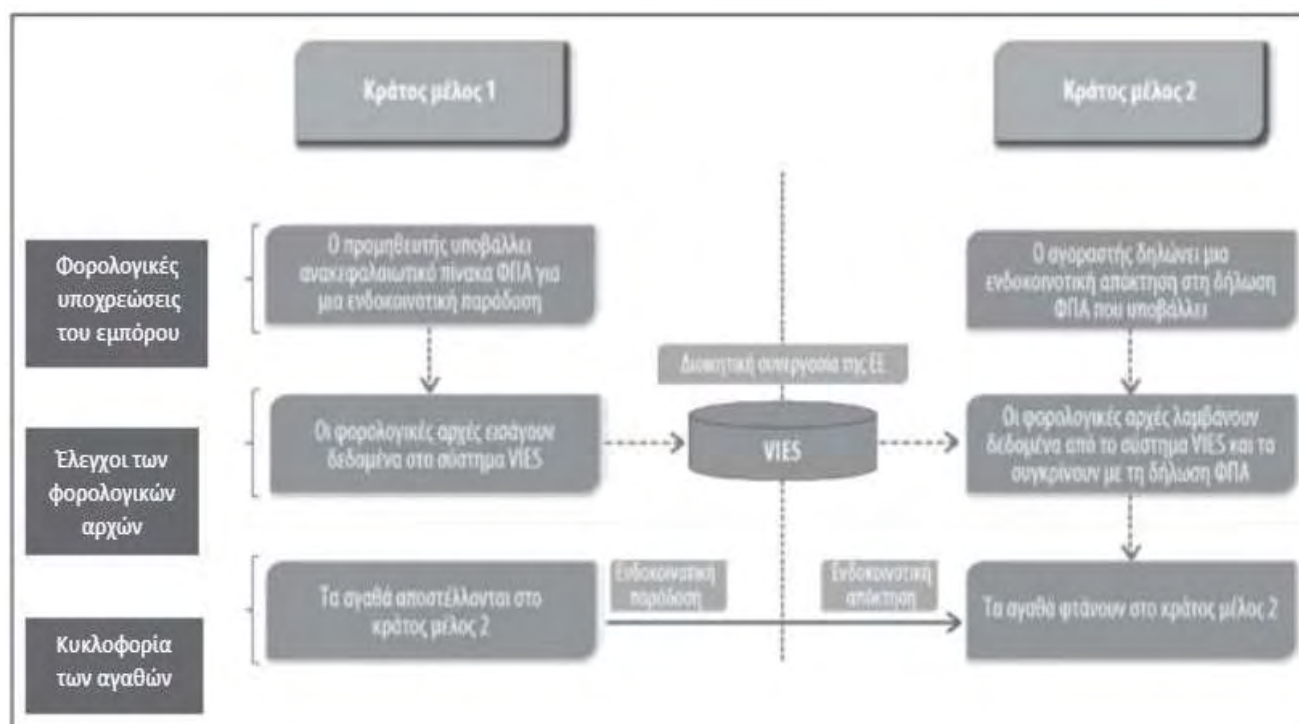 Κράτος μέλος 1
Κράτος μέλος 2
Φορολογικές
υποχρεώσεις
του εμπόρου
Ο προμηθευτής υποβάλλει
ανακεφαλαιωτικό πίνακα ΦΠΑ για
μια ενδοκοινοτική παράδοση
Ο αγοραστής δηλώνει μια
ενδοκοινοτική απόκτηση στη δήλωση
ΦΠΑ που υποβάλλει
Διοικητική συνεργασία της ΕΕ
Έλεγχοι των
φορολογικών
αρχών
Οι φορολογικές αρχές εισάγουν
δεδομένα στο σύστημα VIES
VIES
Οι φορολογικές αρχές λαμβάνουν
δεδομένα από το σύστημα VIES και τα
συγκρίνουν με τη δήλωση ΦΠΑ
Κυκλοφορία
των αγαθών
Τα αγαθά αποστέλλονται στο
κράτος μέλος 2
Ενδοκοινοτική
παράδοση
Ενδοκοινοτική
απόκτηση
Τα αγαθά φτάνουν στο κράτος μέλος 2